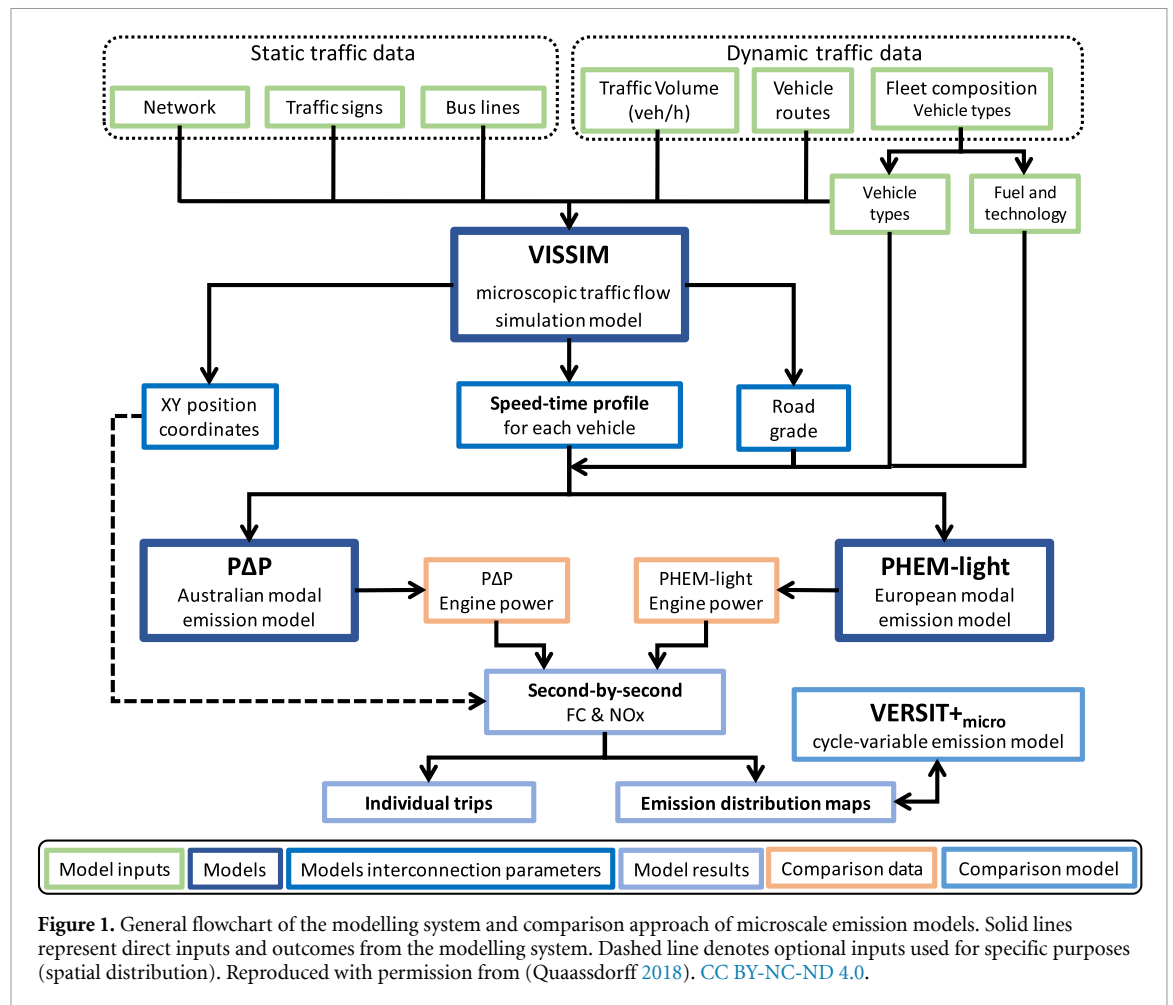 Static traffic data
Dynamic traffic data
Network
Traffic signs
Bus lines
Traffic Volume
(veh/h)
Vehicle
routes
Fleet composition
Vehicle types
Vehicle
types
Fuel and
technology
VISSIM
microscopic traffic flow
simulation model
XY position
coordinates
Speed-time profile
for each vehicle
Road
grade
PΔP
Australian modal
emission model
PΔP
Engine power
PHEM-light
Engine power
PHEM-light
European modal
emission model
Second-by-second
FC & NOx
VERSIT+micro
cycle-variable emission model
Individual trips
Emission distribution maps
Model inputs
Models
Models interconnection parameters
Model results
Comparison data
Comparison model
Figure 1. General flowchart of the modelling system and comparison approach of microscale emission models. Solid lines
represent direct inputs and outcomes from the modelling system. Dashed line denotes optional inputs used for specific purposes
(spatial distribution). Reproduced with permission from (Quaassdorff 2018). CC BY-NC-ND 4.0.